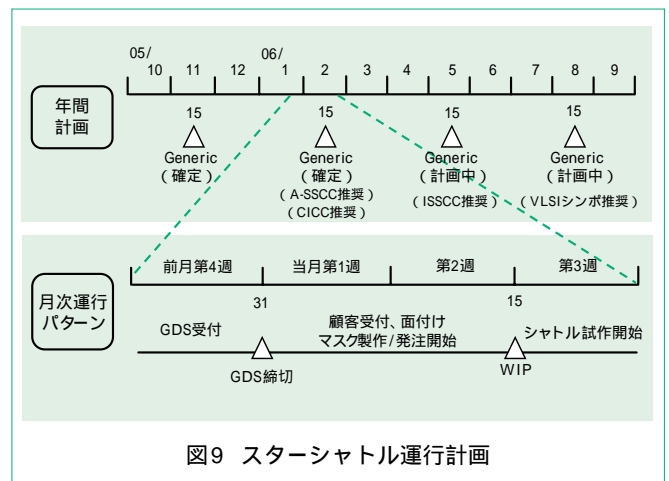 05/
06/
10 11 12 1 2 3 4 5 6 7 8 9
年間
計画
15 15 15 15
Generic Generic Generic Generic
（確定） （確定） （計画中） （計画中）
（A-SSCC推奨） （ISSCC推奨） （VLSIシンポ推奨）
（CICC推奨）
前月第4週 当月第1週 第2週 第3週
月次運行
パターン
31 15
GDS受付 顧客受付、面付け シャトル試作開始
マスク製作/発注開始
GDS締切 WIP
図9 スターシャトル運行計画